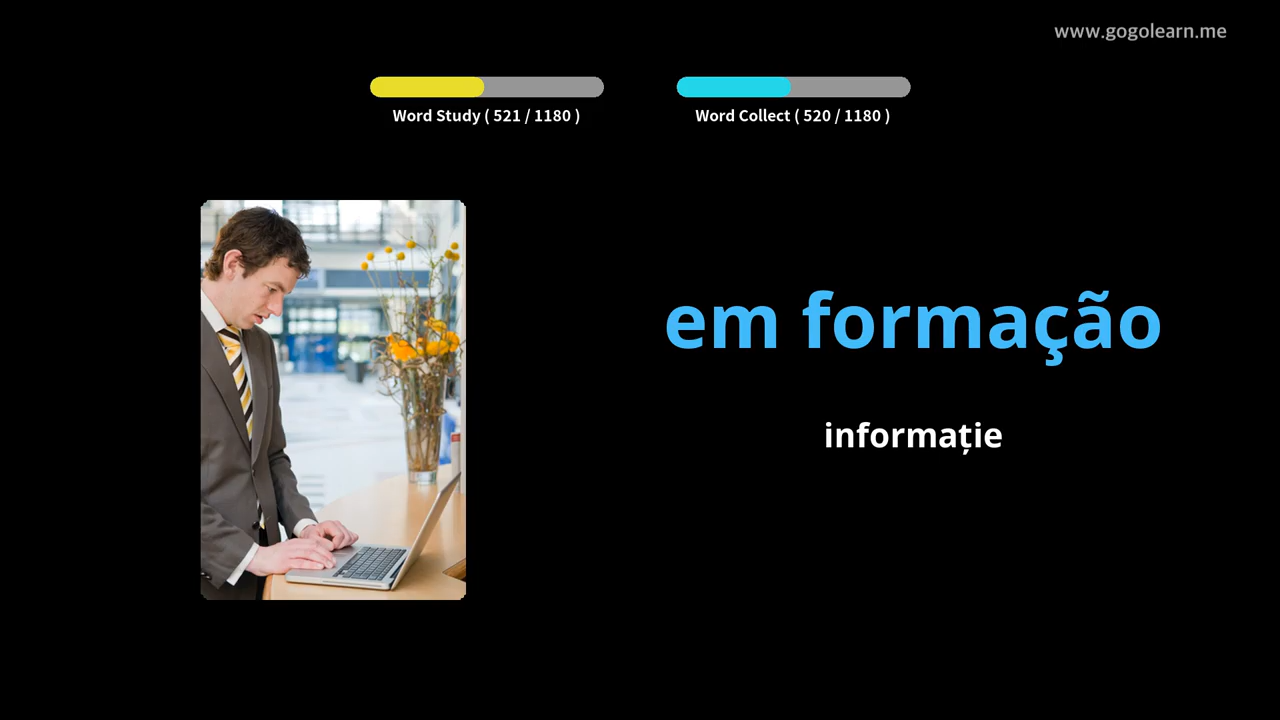 www.gogolearn.me
Word Study ( 521 / 1180 )
Word Collect ( 520 / 1180 )
em formação
informație